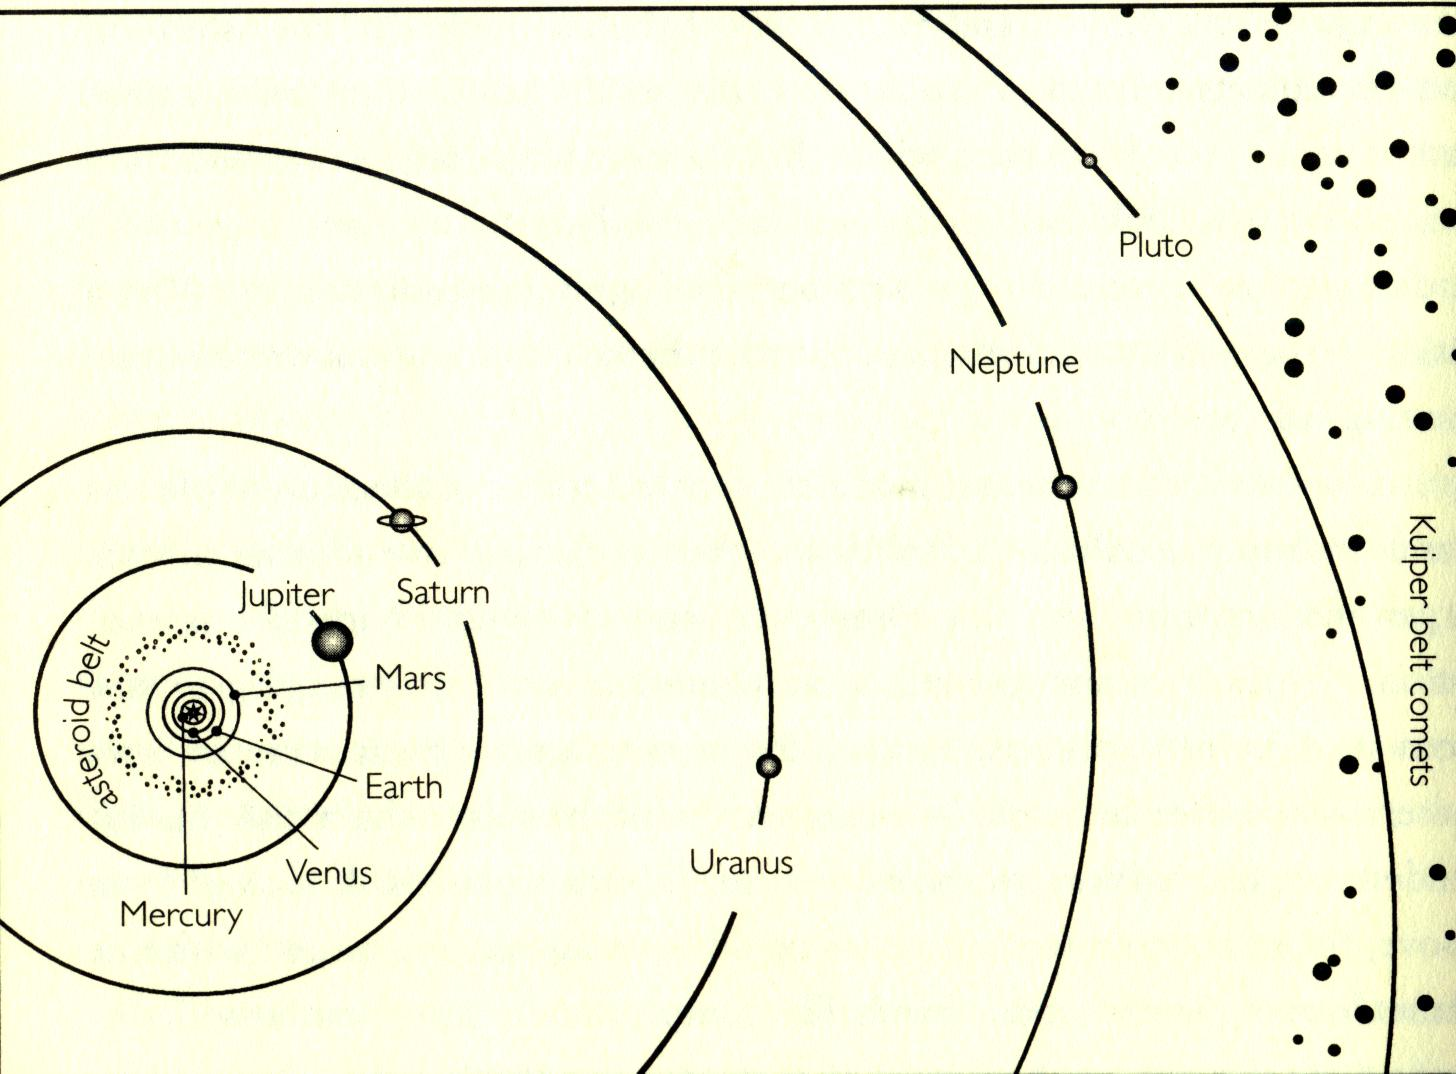 Pluto
Neptune
Kuiper belt comets
Jupiter
Saturn
asteroid belt
Mars
Earth
Venus
Mercury
Uranus